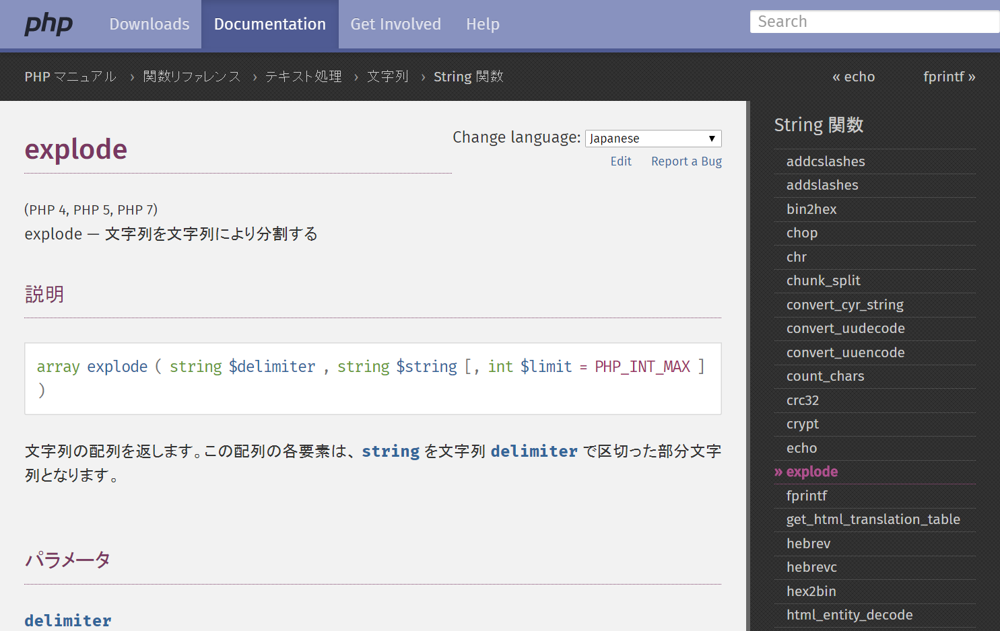 php Downloads Documentation Get Involved Help Search
PHP マニュアル › 関数リファレンス › テキスト処理 › 文字列 › String 関数 « echo fprintf »
explode
Change language: Japanese ▼
Edit Report a Bug
(PHP 4, PHP 5, PHP 7)
explode — 文字列を文字列により分割する
説明
array explode ( string $delimiter , string $string [, int $limit = PHP_INT_MAX ]
)
文字列の配列を返します。この配列の各要素は、 string を文字列 delimiter で区切った部分文字
列となります。
パラメータ
delimiter
String 関数
addcslashes
addslashes
bin2hex
chop
chr
chunk_split
convert_cyr_string
convert_uudecode
convert_uuencode
count_chars
crc32
crypt
echo
» explode
fprintf
get_html_translation_table
hebrev
hebrevc
hex2bin
html_entity_decode